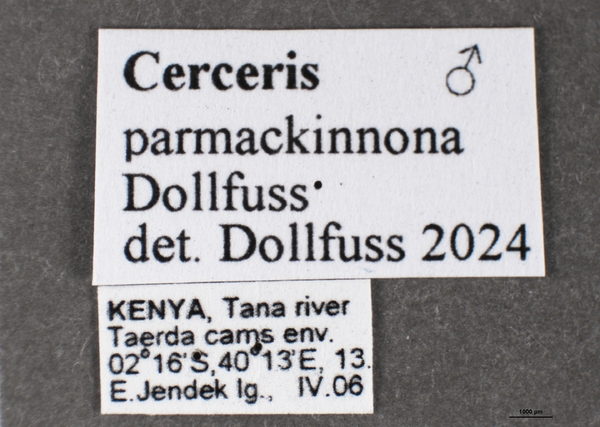 Cerceris ♂
parmackinnona
Dollfuss
det. Dollfuss 2024
KENYA, Tana river
Taerda cams env.
02°16'S,40°13'E, 13.
E.Jendek lg., IV.06
1000 µm